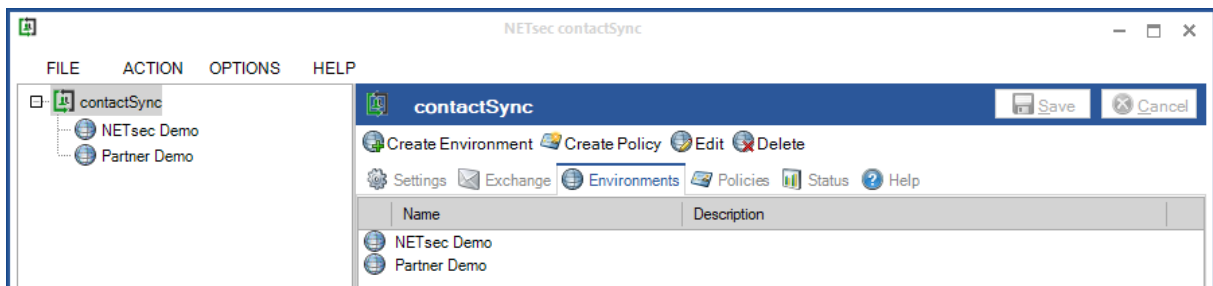 NETsec contactSync
FILE ACTION OPTIONS HELP
contactSync
NETsec Demo
Partner Demo
contactSync
Save Cancel
Create Environment Create Policy Edit Delete
Settings Exchange Environments Policies Status Help
Name Description
NETsec Demo
Partner Demo